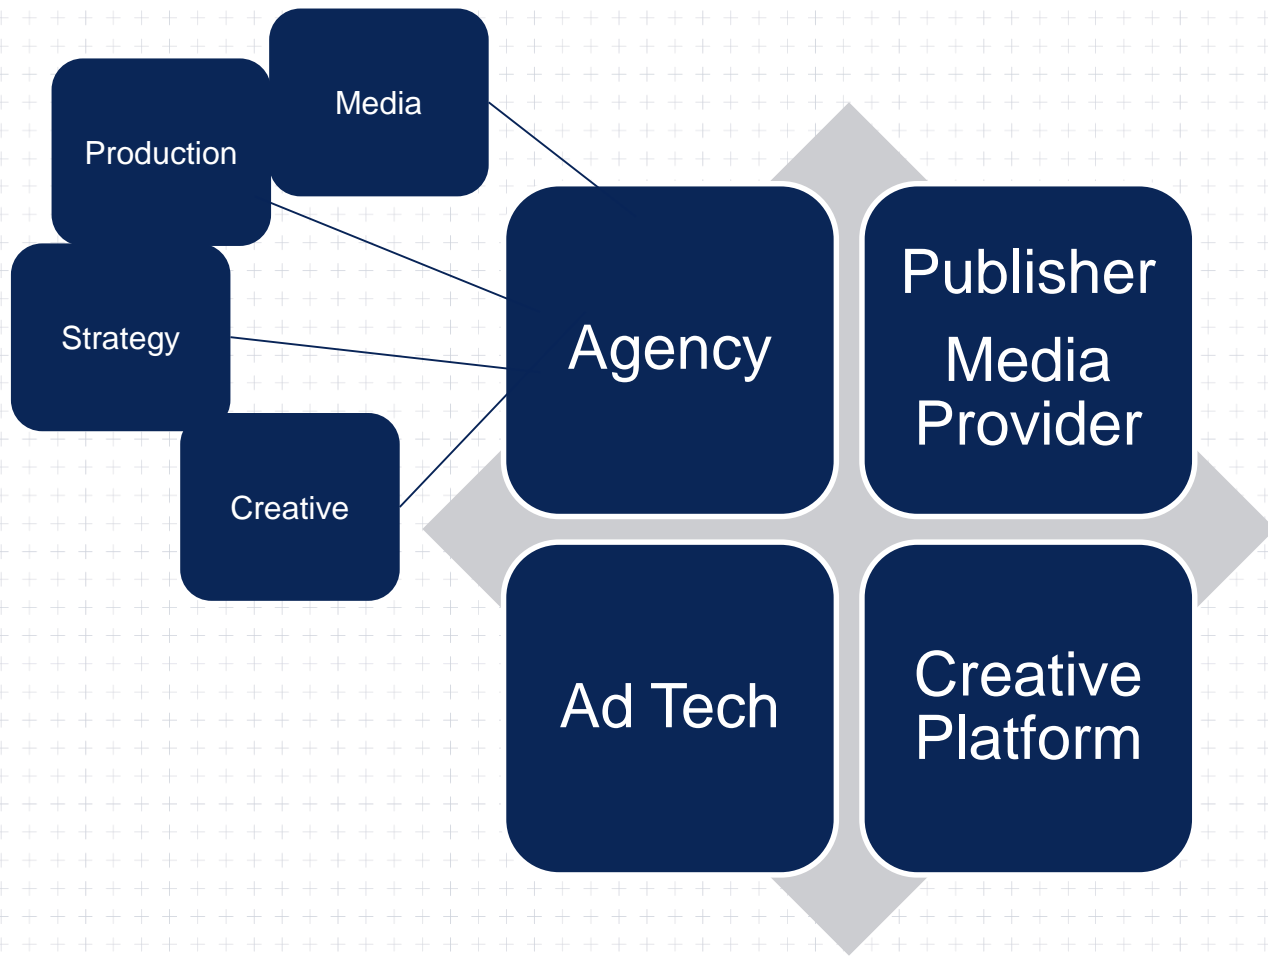 Media
Production
Strategy
Creative
Agency
Publisher
Media
Provider
Ad Tech
Creative
Platform